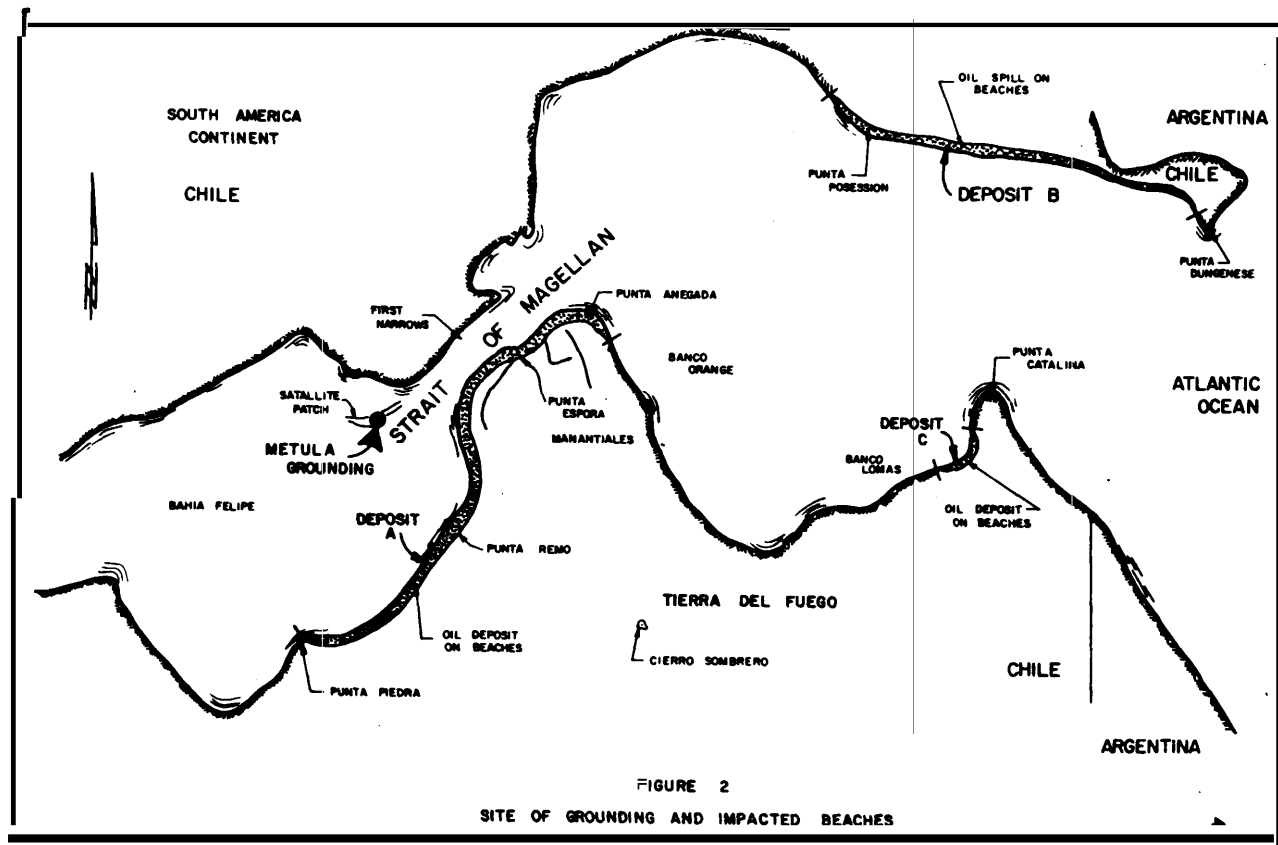 SOUTH AMERICA
CONTINENT
CHILE
N
OIL SPILL ON
BEACHES
ARGENTINA
CHILE
PUNTA
POSESSION
DEPOSIT B
PUNTA
DUNGENESE
STRAIT OF MAGELLAN
FIRST
NARROWS
PUNTA ANEGADA
BANCO
ORANGE
PUNTA
CATALINA
ATLANTIC
OCEAN
SATALLITE
PATCH
METULA
GROUNDING
PUNTA
ESPORA
MANANTIALES
DEPOSIT
C
BANCO
LOMAS
OIL DEPOSIT
ON BEACHES
BAHIA FELIPE
DEPOSIT
A
PUNTA REMO
TIERRA DEL FUEGO
OIL DEPOSIT
ON BEACHES
CIERRO SOMBRERO
CHILE
PUNTA PIEDRA
ARGENTINA
FIGURE 2
SITE OF GROUNDING AND IMPACTED BEACHES